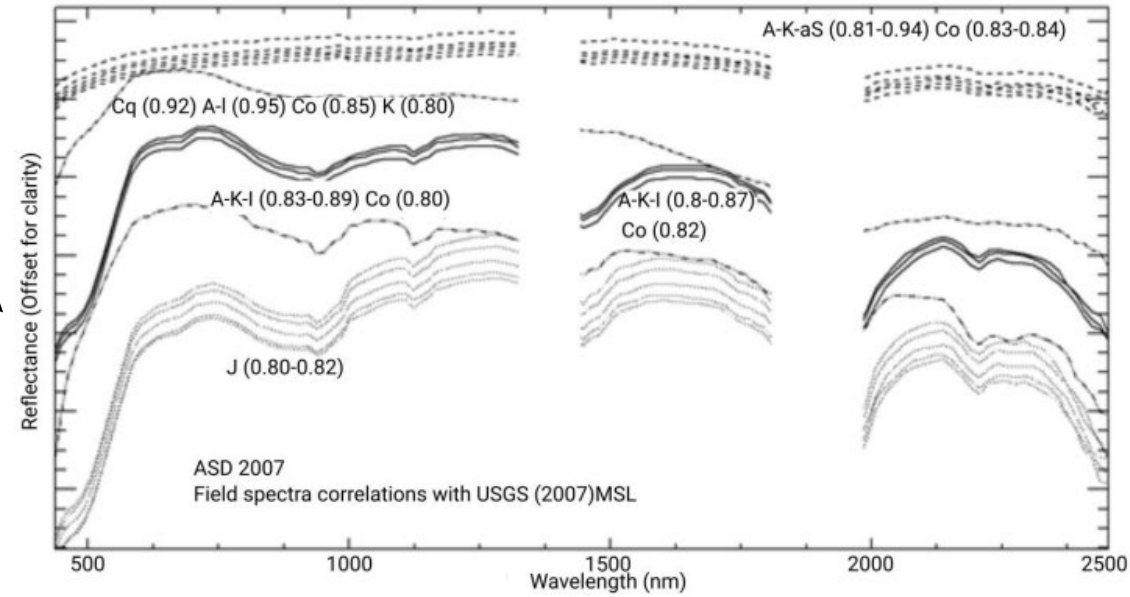 A-K-aS (0.81-0.94) Co (0.83-0.84)
Cq (0.92) A-I (0.95) Co (0.85) K (0.80)
A-K-I (0.83-0.89) Co (0.80)
A-K-I (0.8-0.87)
Co (0.82)
J (0.80-0.82)
ASD 2007
Field spectra correlations with USGS (2007)MSL
Reflectance (Offset for clarity)
500 1000 1500 2000 2500
Wavelength (nm)